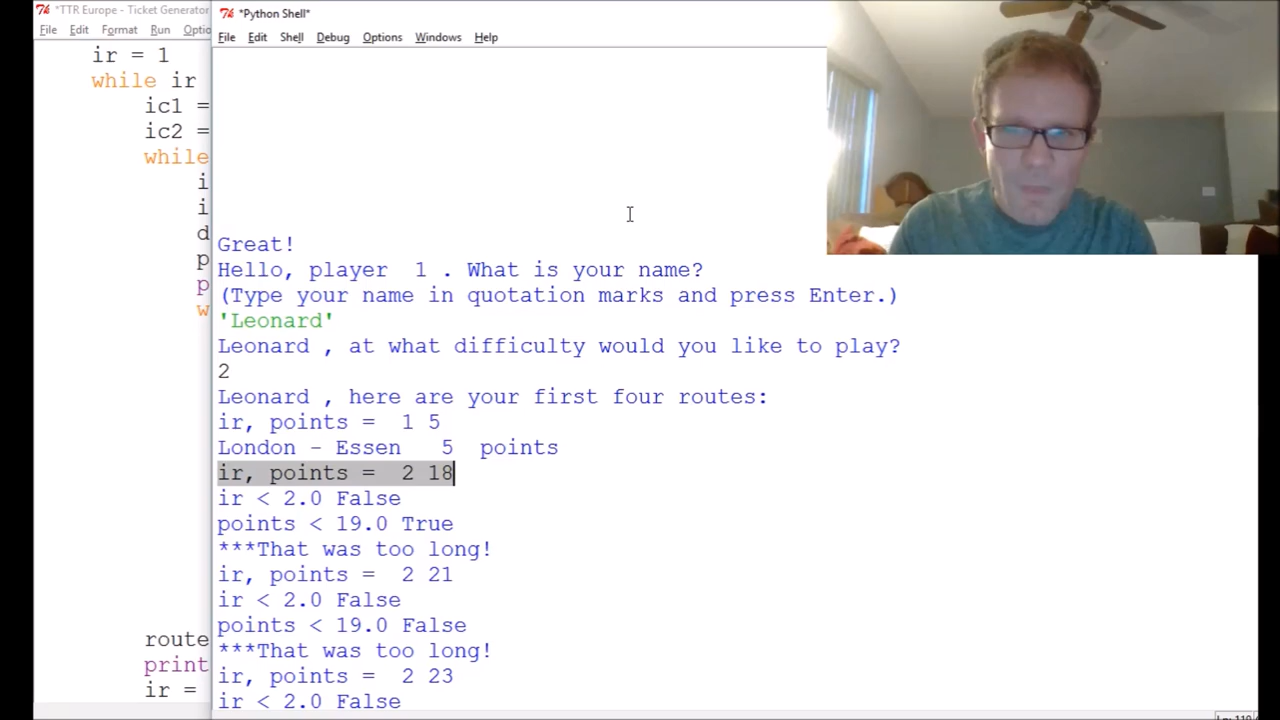 *TTR Europe - Ticket Generator
File Edit Format Run Optio
ir = 1
while ir
ic1 =
ic2 =
while
i
i
d
p
p
w
route
print
ir =
*Python Shell*
File Edit Shell Debug Options Windows Help
Great!
Hello, player 1 . What is your name?
(Type your name in quotation marks and press Enter.)
'Leonard'
Leonard , at what difficulty would you like to play?
2
Leonard , here are your first four routes:
ir, points = 1 5
London - Essen 5 points
ir, points = 2 18
ir < 2.0 False
points < 19.0 True
***That was too long!
ir, points = 2 21
ir < 2.0 False
points < 19.0 False
***That was too long!
ir, points = 2 23
ir < 2.0 False